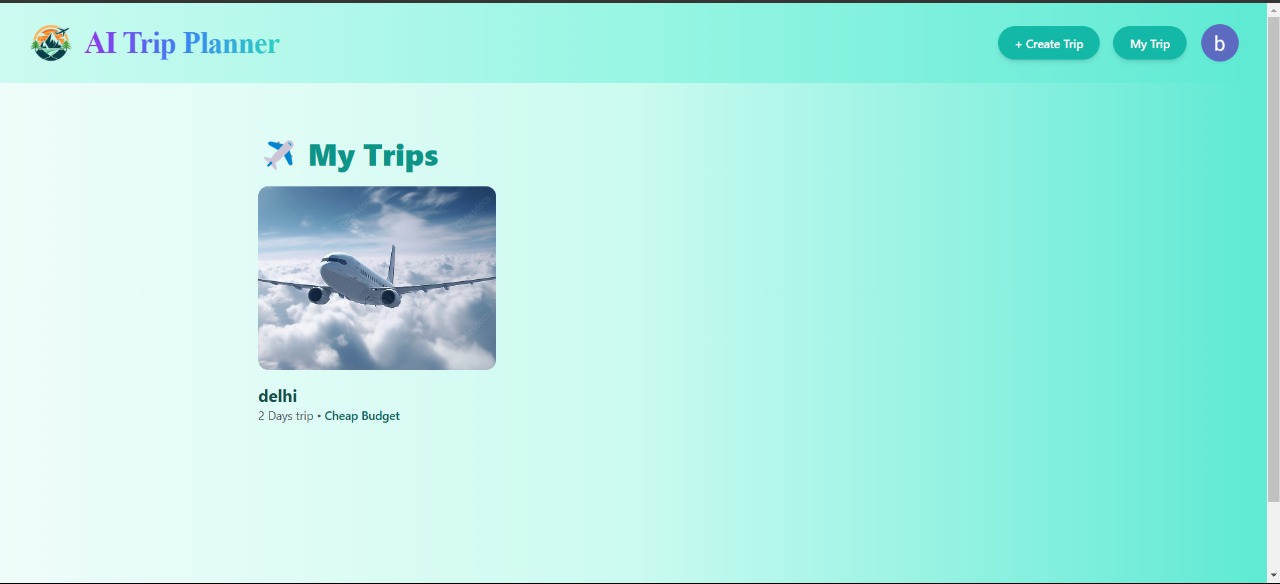 AI Trip Planner
+ Create Trip
My Trip
b
My Trips
delhi
2 Days trip • Cheap Budget